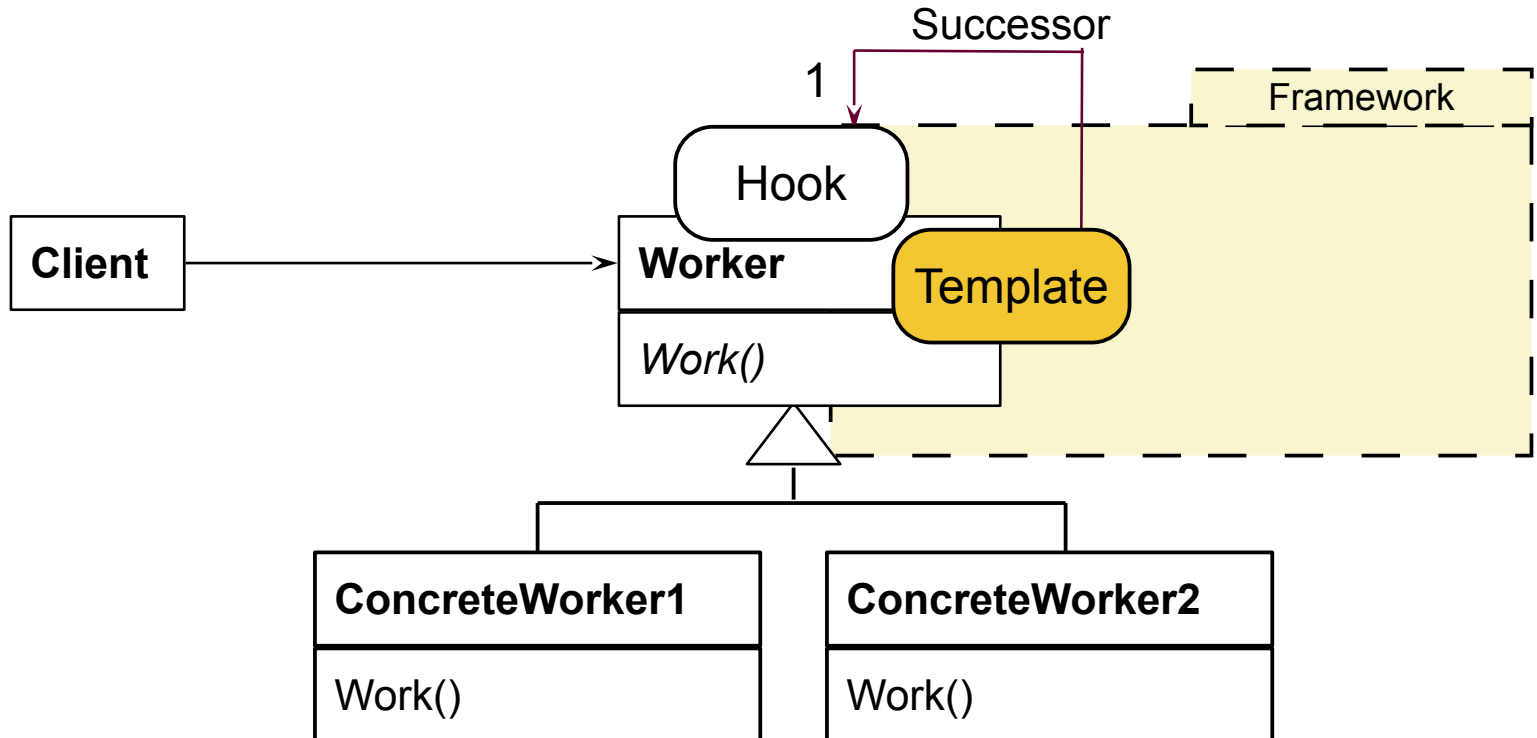 Successor
1
Framework
Hook
Client
Worker
Template
Work()
ConcreteWorker1
ConcreteWorker2
Work()
Work()